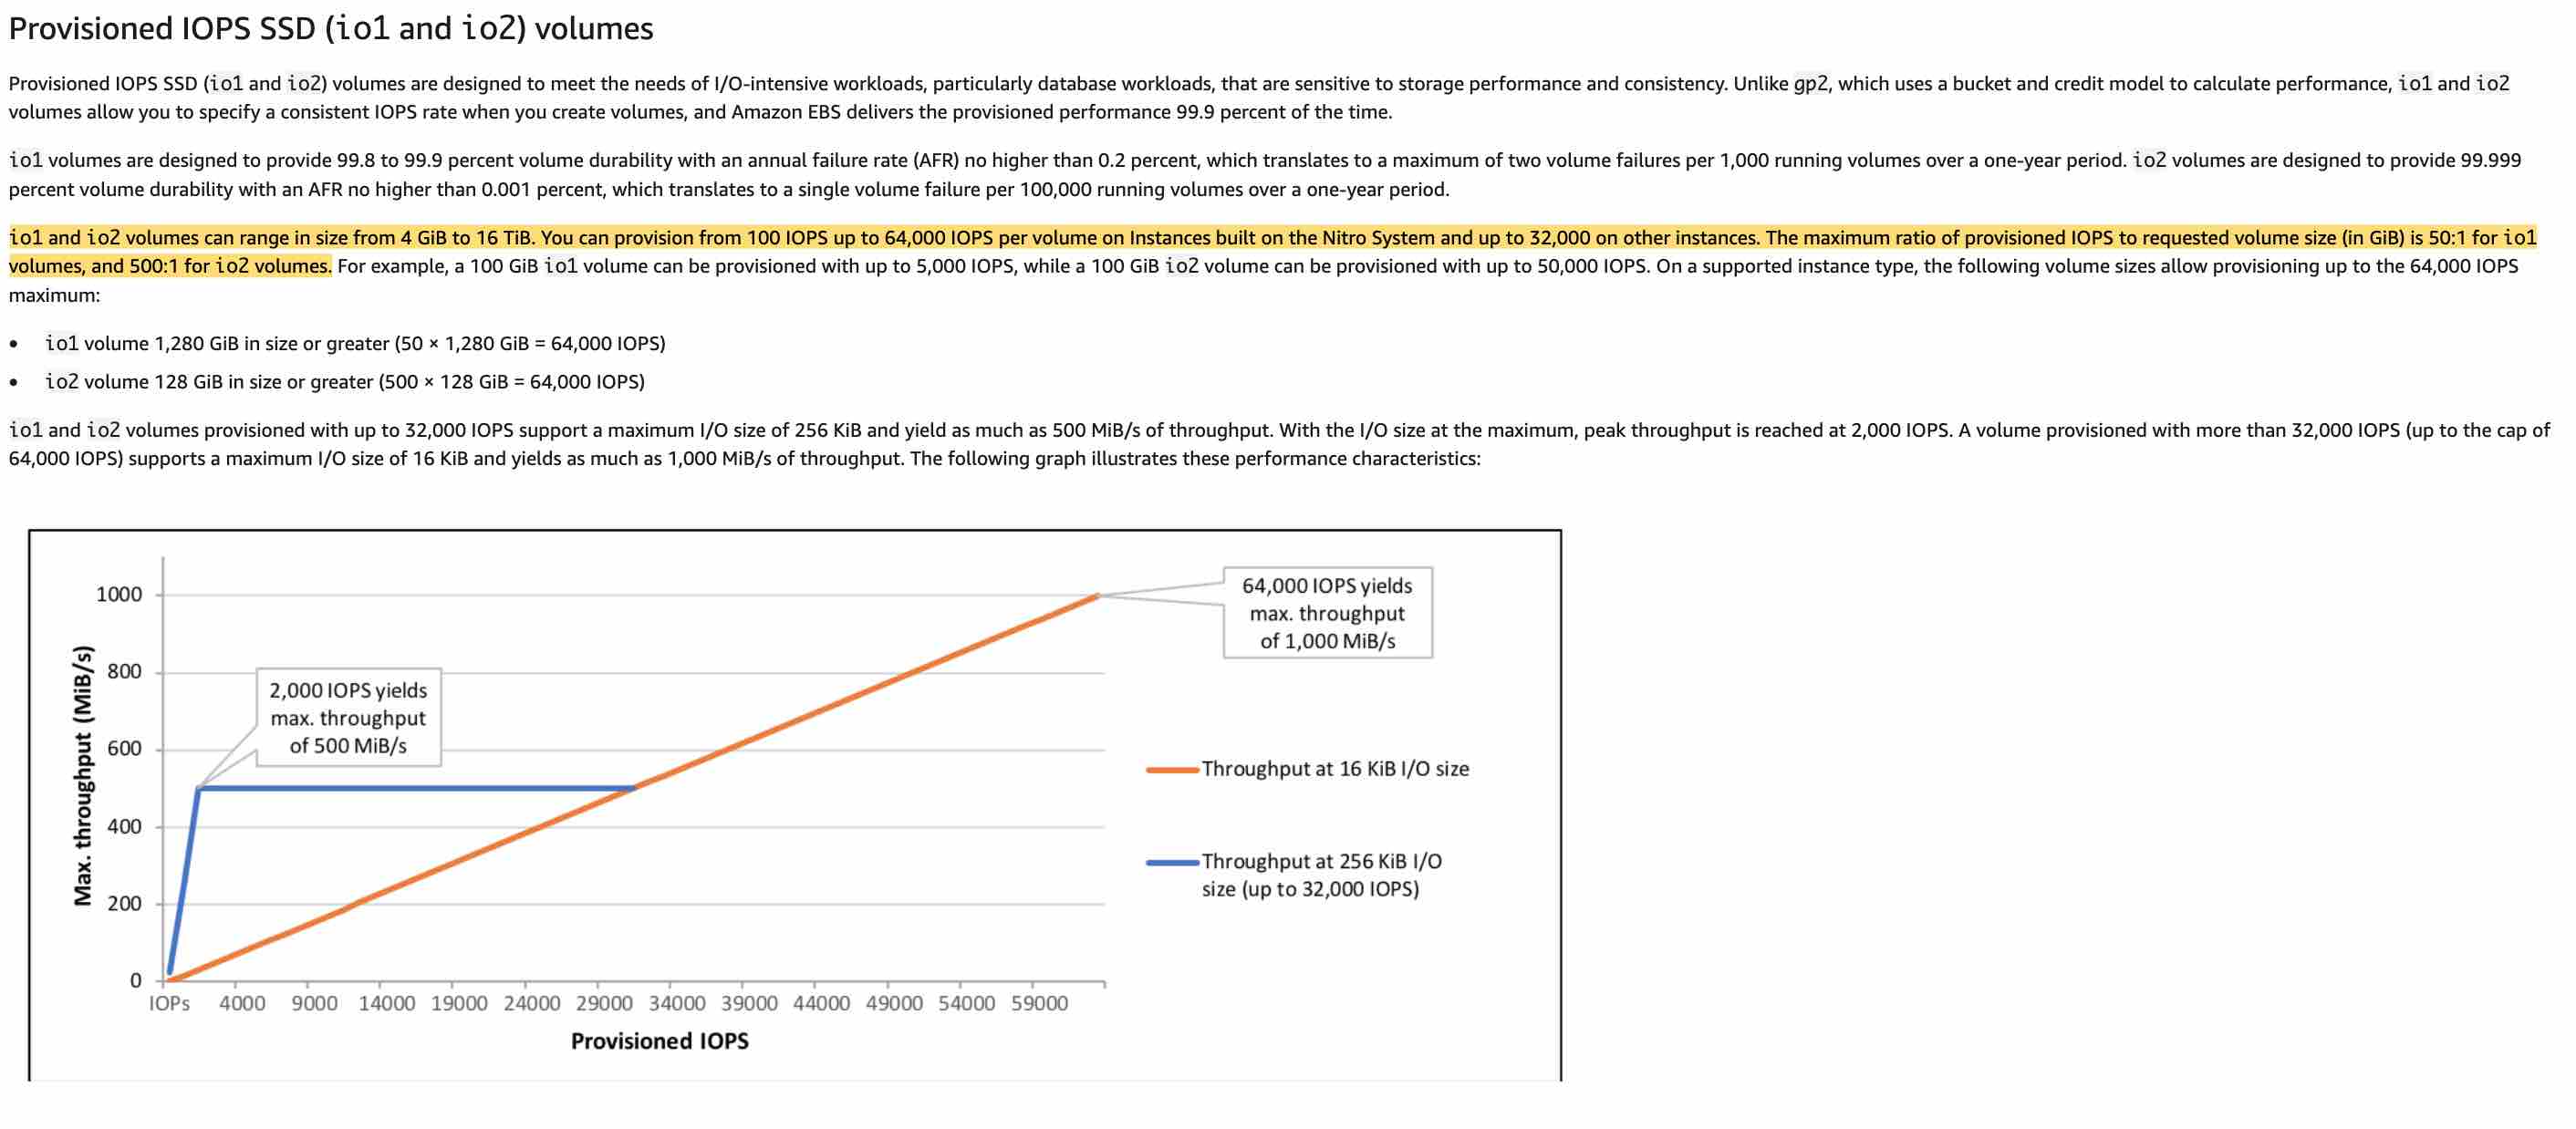 Provisioned IOPS SSD (io1 and io2) volumes
Provisioned IOPS SSD (io1 and io2) volumes are designed to meet the needs of I/O-intensive workloads, particularly database workloads, that are sensitive to storage performance and consistency. Unlike gp2, which uses a bucket and credit model to calculate performance, io1 and io2
volumes allow you to specify a consistent IOPS rate when you create volumes, and Amazon EBS delivers the provisioned performance 99.9 percent of the time.
io1 volumes are designed to provide 99.8 to 99.9 percent volume durability with an annual failure rate (AFR) no higher than 0.2 percent, which translates to a maximum of two volume failures per 1,000 running volumes over a one-year period. io2 volumes are designed to provide 99.999
percent volume durability with an AFR no higher than 0.001 percent, which translates to a single volume failure per 100,000 running volumes over a one-year period.
io1 and io2 volumes can range in size from 4 GiB to 16 TiB. You can provision from 100 IOPS up to 64,000 IOPS per volume on Instances built on the Nitro System and up to 32,000 on other instances. The maximum ratio of provisioned IOPS to requested volume size (in GiB) is 50:1 for io1
volumes, and 500:1 for io2 volumes. For example, a 100 GiB io1 volume can be provisioned with up to 5,000 IOPS, while a 100 GiB io2 volume can be provisioned with up to 50,000 IOPS. On a supported instance type, the following volume sizes allow provisioning up to the 64,000 IOPS
maximum:
• io1 volume 1,280 GiB in size or greater (50 × 1,280 GiB = 64,000 IOPS)
• io2 volume 128 GiB in size or greater (500 × 128 GiB = 64,000 IOPS)
io1 and io2 volumes provisioned with up to 32,000 IOPS support a maximum I/O size of 256 KiB and yield as much as 500 MiB/s of throughput. With the I/O size at the maximum, peak throughput is reached at 2,000 IOPS. A volume provisioned with more than 32,000 IOPS (up to the cap of
64,000 IOPS) supports a maximum I/O size of 16 KiB and yields as much as 1,000 MiB/s of throughput. The following graph illustrates these performance characteristics:
Max. throughput (MiB/s)
1000
800
600
400
200
0
2,000 IOPS yields
max. throughput
of 500 MiB/s
64,000 IOPS yields
max. throughput
of 1,000 MiB/s
Throughput at 16 KiB I/O size
Throughput at 256 KiB I/O
size (up to 32,000 IOPS)
IOPs 4000 9000 14000 19000 24000 29000 34000 39000 44000 49000 54000 59000
Provisioned IOPS